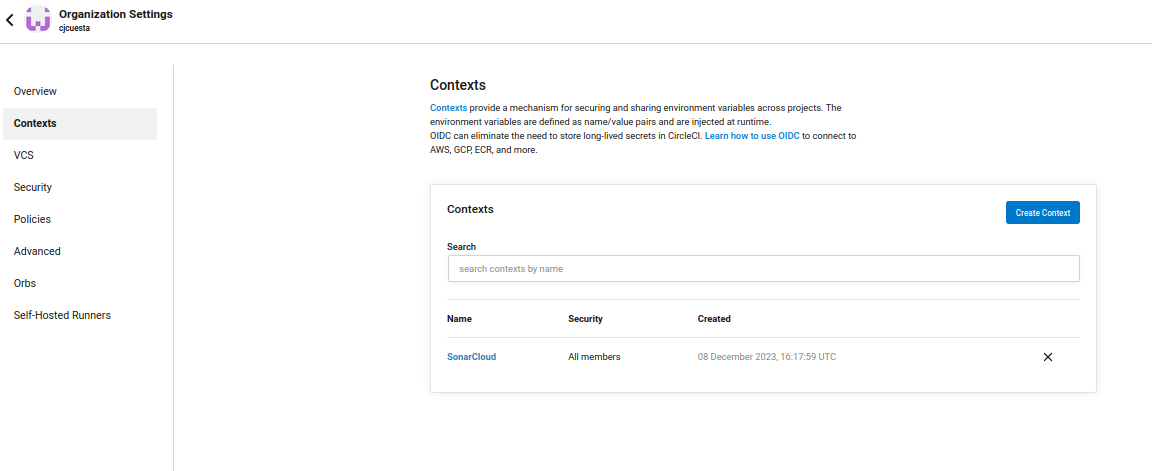 Organization Settings
cjcuesta
Overview
Contexts
VCS
Security
Policies
Advanced
Orbs
Self-Hosted Runners
Contexts
Contexts provide a mechanism for securing and sharing environment variables across projects. The
environment variables are defined as name/value pairs and are injected at runtime.
OIDC can eliminate the need to store long-lived secrets in CircleCI. Learn how to use OIDC to connect to
AWS, GCP, ECR, and more.
Contexts
Create Context
Search
search contexts by name
Name Security Created
SonarCloud All members 08 December 2023, 16:17:59 UTC